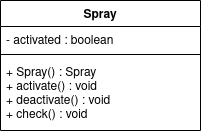 Spray
- activated : boolean
+ Spray() : Spray
+ activate() : void
+ deactivate() : void
+ check() : void